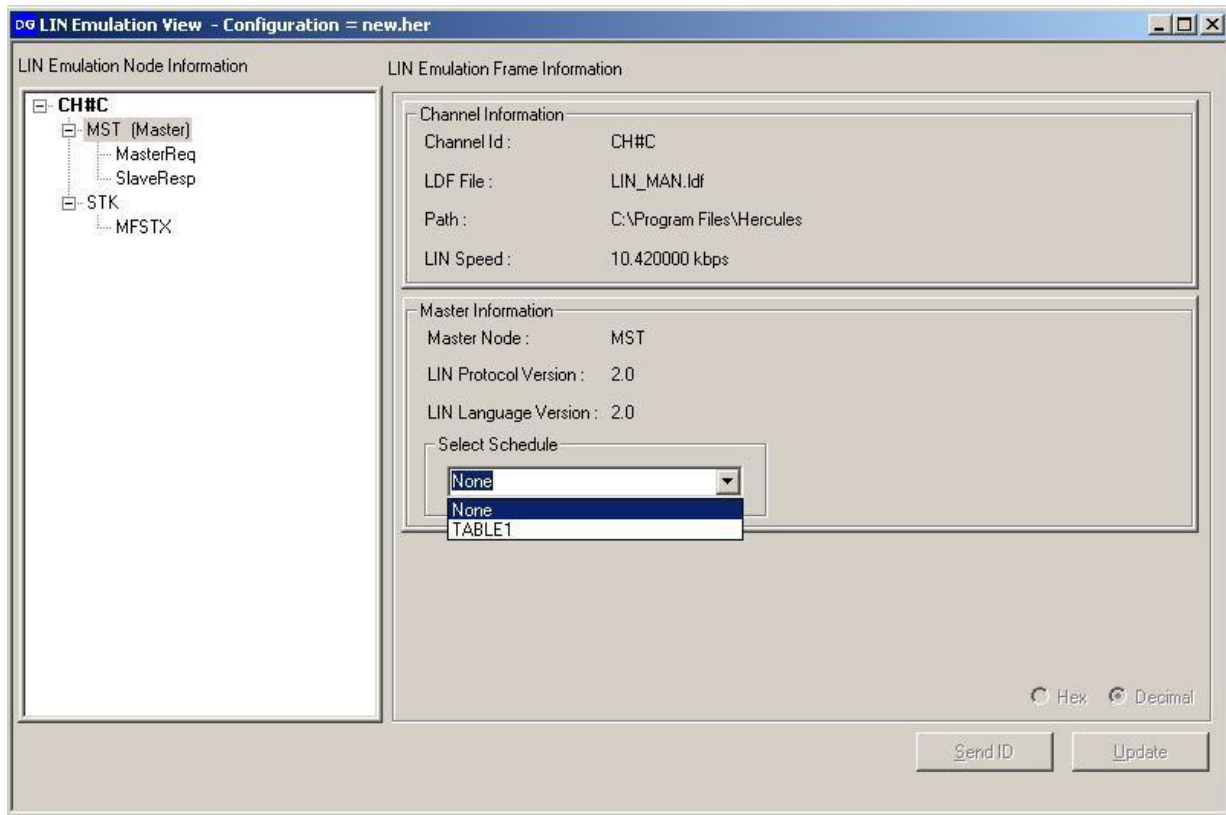 DG LIN Emulation View - Configuration = new.her
LIN Emulation Node Information
CH#C
MST (Master)
MasterReq
SlaveResp
STK
MFSTX
LIN Emulation Frame Information
Channel Information
Channel Id : CH#C
LDF File : LIN_MAN.ldf
Path : C:\Program Files\Hercules
LIN Speed : 10.420000 kbps
Master Information
Master Node : MST
LIN Protocol Version : 2.0
LIN Language Version : 2.0
Select Schedule
None
None
TABLE1
Hex Decimal
Send ID Update